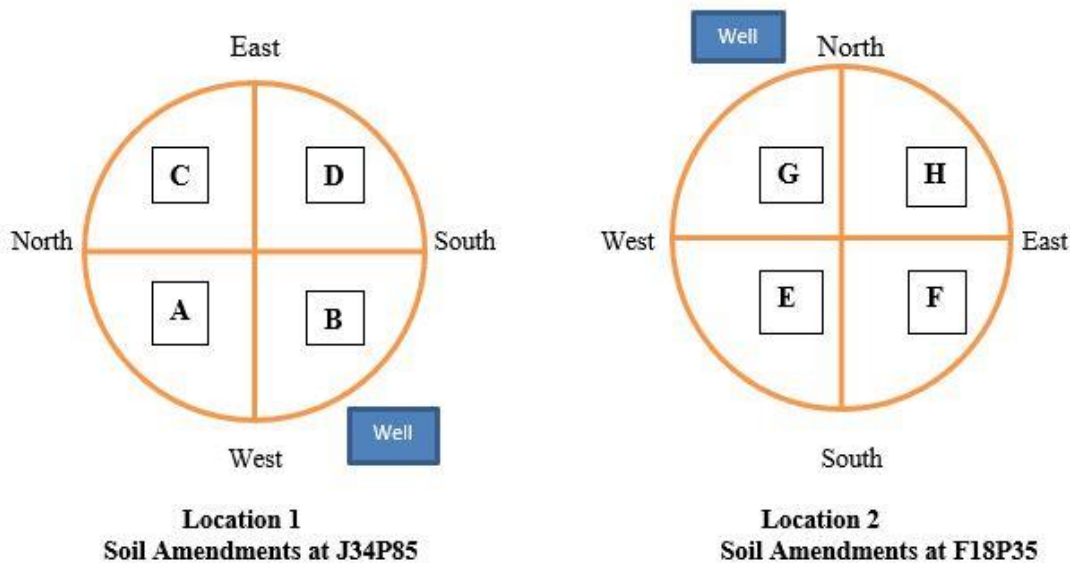 East
C
D
North
South
A
B
Well
West
Location 1
Soil Amendments at J34P85
Well
North
G
H
West
East
E
F
South
Location 2
Soil Amendments at F18P35